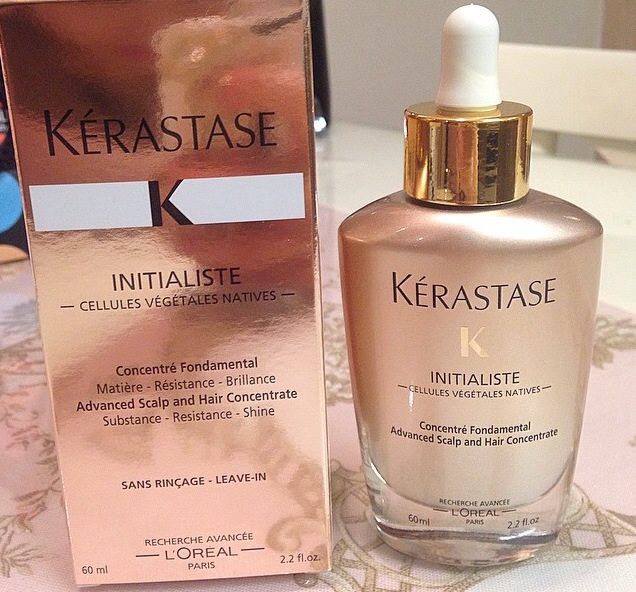 KÉRASTASE
K
INITIALISTE
— CELLULES VÉGÉTALES NATIVES —
Concentré Fondamental
Matière - Résistance - Brillance
Advanced Scalp and Hair Concentrate
Substance - Resistance - Shine
SANS RINÇAGE - LEAVE-IN
RECHERCHE AVANCÉE
— L'ORÉAL —
PARIS
60 ml 2.2 fl.oz.
KÉRASTASE
K
INITIALISTE
—CELLULES VÉGÉTALES NATIVES—
Concentré Fondamental
Advanced Scalp and Hair Concentrate
RECHERCHE AVANCÉE
—L'ORÉAL—
PARIS
60ml 2.2 fl.oz